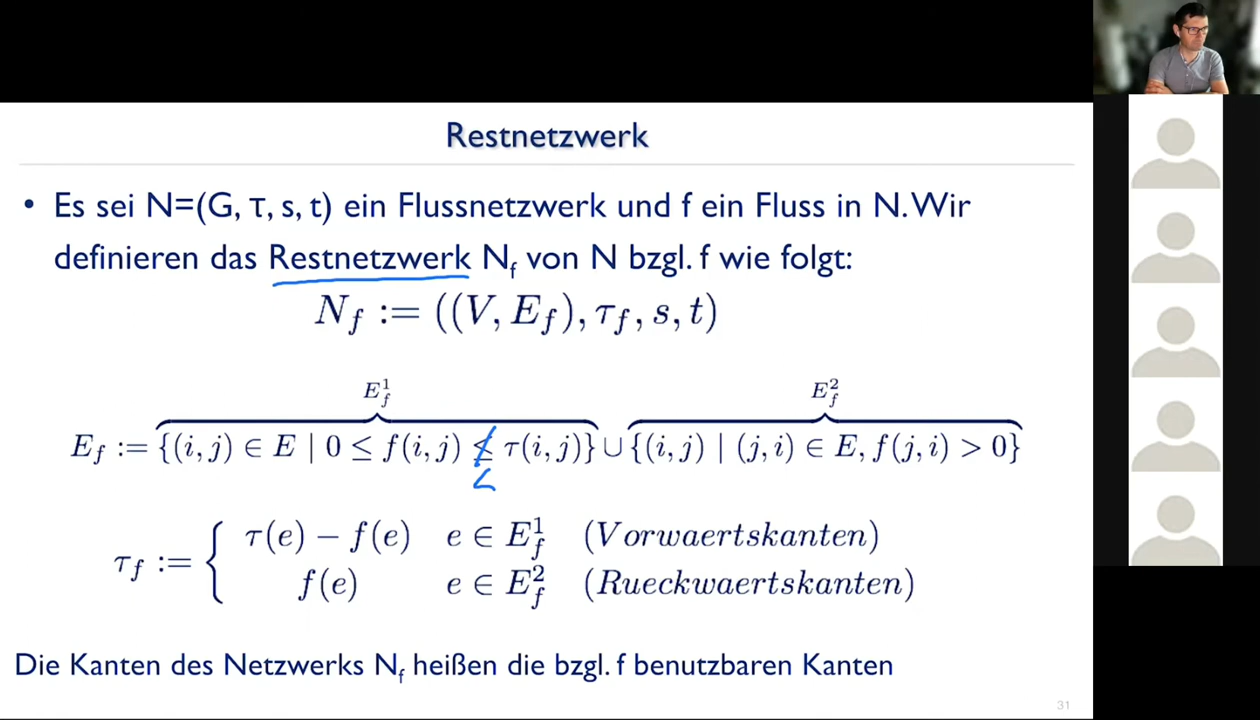 Restnetzwerk
• Es sei N=(G, τ, s, t) ein Flussnetzwerk und f ein Fluss in N. Wir
definieren das Restnetzwerk N_f von N bzgl. f wie folgt:
N_f := ((V, E_f), τ_f, s, t)
E_f^1 E_f^2
E_f := {(i, j) ∈ E | 0 ≤ f(i, j) ≤ τ(i, j)} ∪ {(i, j) | (j, i) ∈ E, f(j, i) > 0}
<
τ_f := { τ(e) − f(e) e ∈ E_f^1 (Vorwaertskanten)
f(e) e ∈ E_f^2 (Rueckwaertskanten)
Die Kanten des Netzwerks N_f heißen die bzgl. f benutzbaren Kanten
31